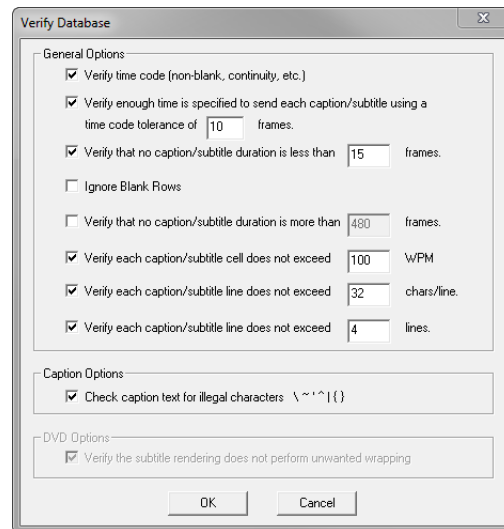 Verify Database
General Options
Verify time code (non-blank, continuity, etc.)
Verify enough time is specified to send each caption/subtitle using a
time code tolerance of 10 frames.
Verify that no caption/subtitle duration is less than 15 frames.
Ignore Blank Rows
Verify that no caption/subtitle duration is more than 480 frames.
Verify each caption/subtitle cell does not exceed 100 WPM
Verify each caption/subtitle line does not exceed 32 chars/line.
Verify each caption/subtitle line does not exceed 4 lines.
Caption Options
Check caption text for illegal characters \ ~ ' ^ | { }
DVD Options
Verify the subtitle rendering does not perform unwanted wrapping
OK Cancel